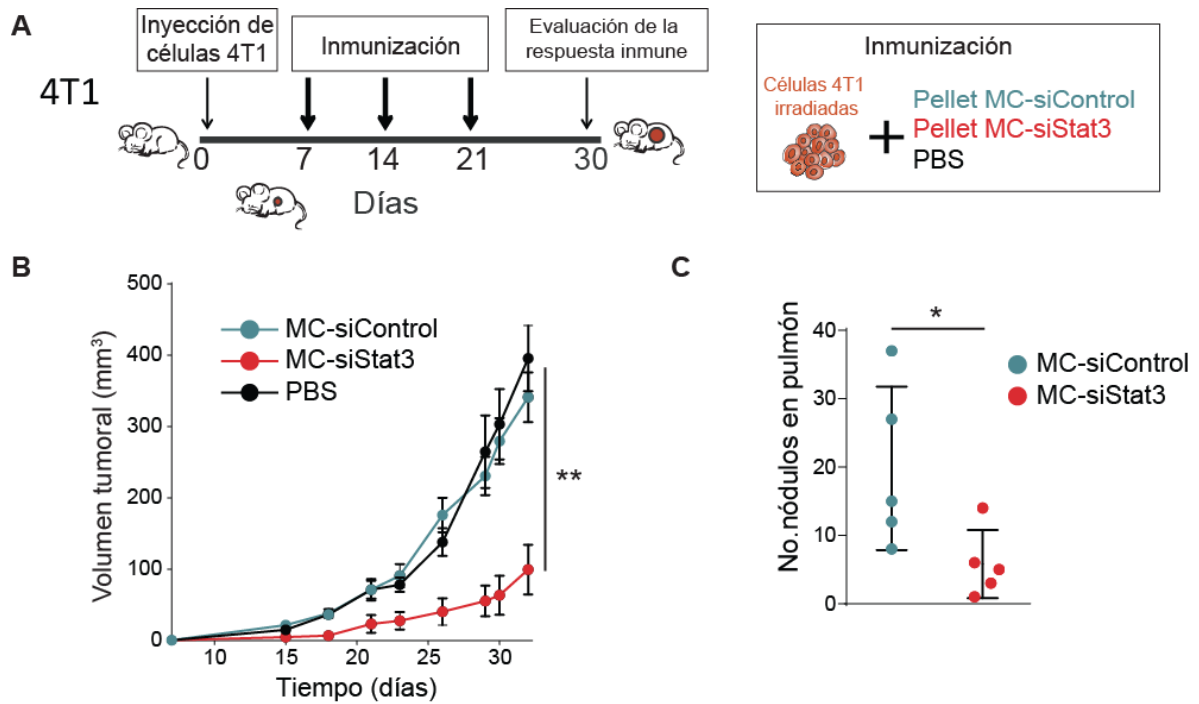 A
Inyección de
células 4T1
Inmunización
Evaluación de la
respuesta inmune
4T1
0
7
14
21
30
Días
Inmunización
Células 4T1
irradiadas
+
Pellet MC-siControl
Pellet MC-siStat3
PBS
B
Volumen tumoral (mm³)
500
400
300
200
100
0
10
15
20
25
30
Tiempo (días)
MC-siControl
MC-siStat3
PBS
**
C
No.nódulos en pulmón
40
30
20
10
0
*
MC-siControl
MC-siStat3